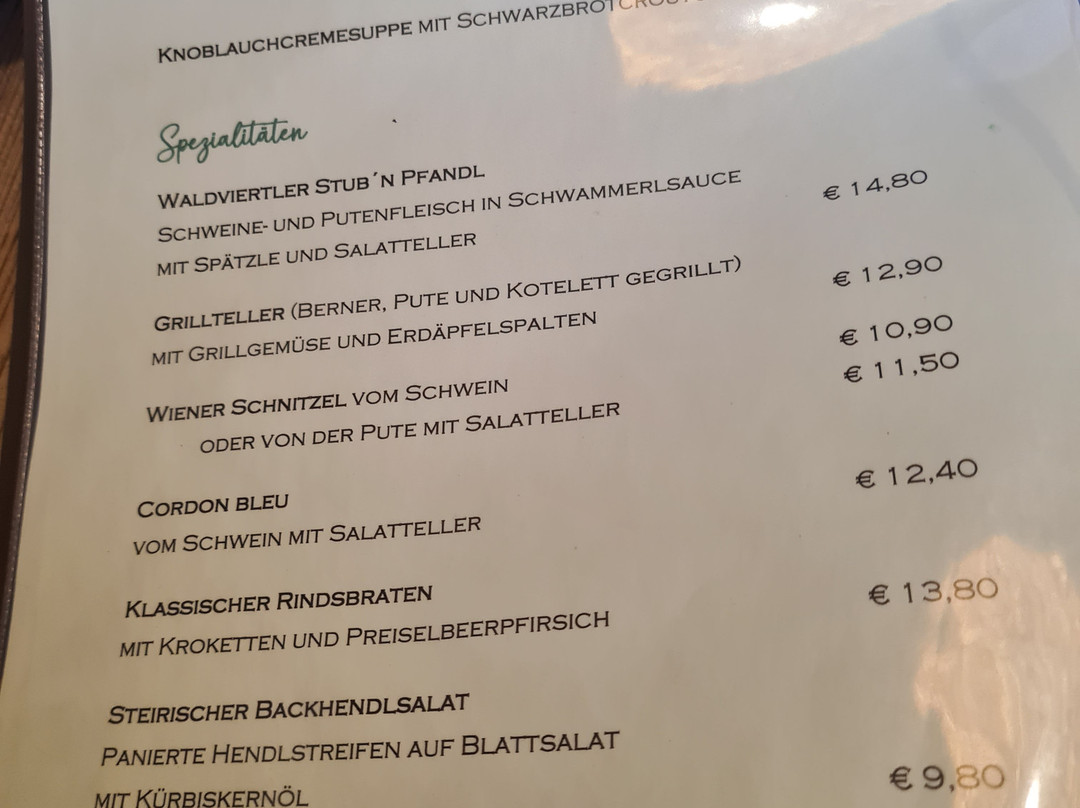 KNOBLAUCHCREMESUPPE MIT
Spezialitäten
WALDVIERTLER STUB´N PFANDL
SCHWEINE- UND PUTENFLEISCH IN SCHWAMMERLSAUCE € 14,80
MIT SPÄTZLE UND SALATTELLER
GRILLTELLER (BERNER, PUTE UND KOTELETT GEGRILLT) € 12,90
MIT GRILLGEMÜSE UND ERDÄPFELSPALTEN
WIENER SCHNITZEL VOM SCHWEIN € 10,90
ODER VON DER PUTE MIT SALATTELLER € 11,50
CORDON BLEU
VOM SCHWEIN MIT SALATTELLER € 12,40
KLASSISCHER RINDSBRATEN
MIT KROKETTEN UND PREISELBEERPFIRSICH € 13,80
STEIRISCHER BACKHENDLSALAT
PANIERTE HENDLSTREIFEN AUF BLATTSALAT
MIT KÜRBISKERNÖL € 9,80